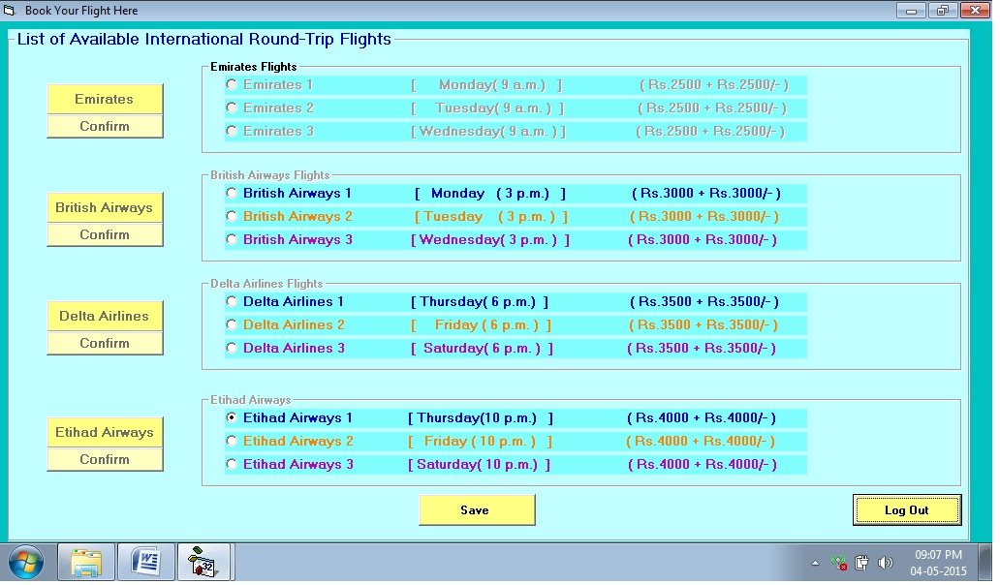 Book Your Flight Here
List of Available International Round-Trip Flights
Emirates Flights
Emirates 1 [ Monday( 9 a.m.) ] ( Rs.2500 + Rs.2500/- )
Emirates
Emirates 2 [ Tuesday( 9 a.m. ) ] ( Rs.2500 + Rs.2500/- )
Confirm
Emirates 3 [ Wednesday( 9 a.m. ) ] ( Rs.2500 + Rs.2500/- )
British Airways Flights
British Airways 1 [ Monday ( 3 p.m.) ] ( Rs.3000 + Rs.3000/- )
British Airways
British Airways 2 [ Tuesday ( 3 p.m. ) ] ( Rs.3000 + Rs.3000/- )
Confirm
British Airways 3 [ Wednesday( 3 p.m. ) ] ( Rs.3000 + Rs.3000/- )
Delta Airlines Flights
Delta Airlines 1 [ Thursday( 6 p.m.) ] ( Rs.3500 + Rs.3500/- )
Delta Airlines
Delta Airlines 2 [ Friday ( 6 p.m. ) ] ( Rs.3500 + Rs.3500/- )
Confirm
Delta Airlines 3 [ Saturday( 6 p.m. ) ] ( Rs.3500 + Rs.3500/- )
Etihad Airways
Etihad Airways 1 [ Thursday(10 p.m.) ] ( Rs.4000 + Rs.4000/- )
Etihad Airways
Etihad Airways 2 [ Friday ( 10 p.m. ) ] ( Rs.4000 + Rs.4000/- )
Confirm
Etihad Airways 3 [ Saturday( 10 p.m. ) ] ( Rs.4000 + Rs.4000/- )
Save
Log Out
32
09:07 PM
04-05-2015